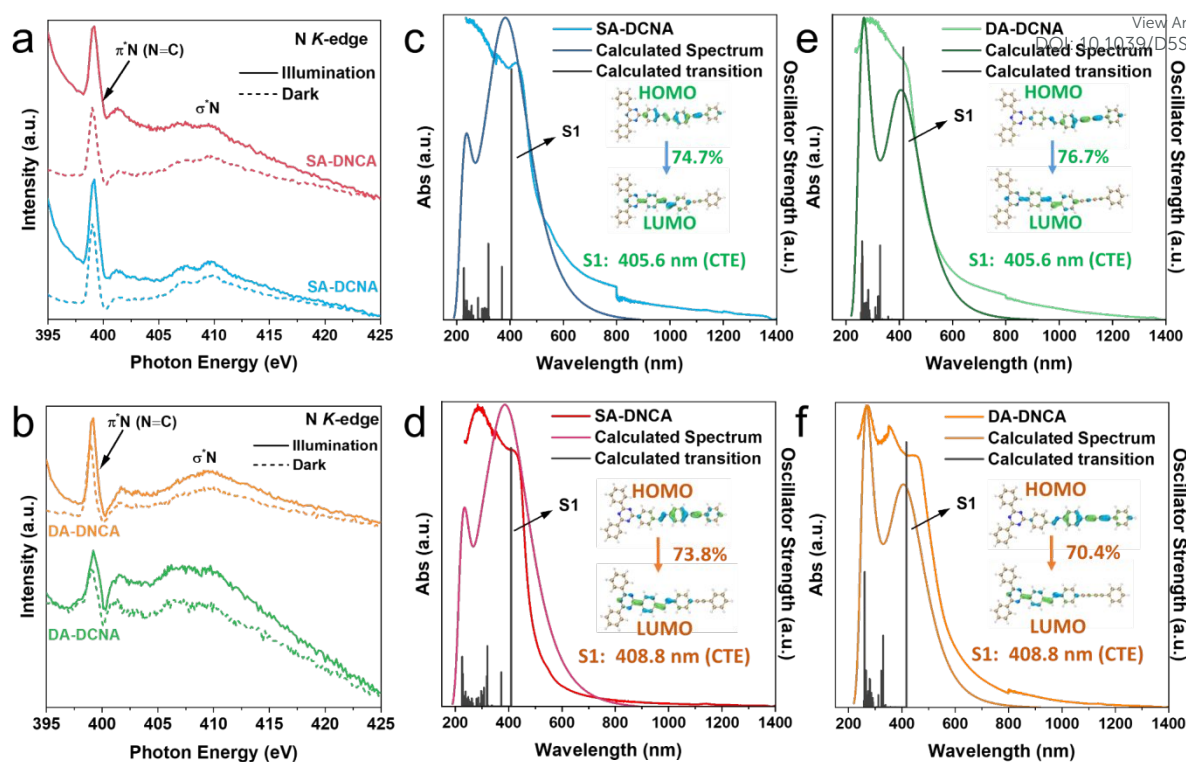 View Ar
DOI: 10.1039/D5S
a
N K-edge
π*N (N=C)
Illumination
Dark
σ*N
SA-DNCA
SA-DCNA
Intensity (a.u.)
395 400 405 410 415 420 425
Photon Energy (eV)
c
SA-DCNA
Calculated Spectrum
Calculated transition
HOMO
S1
74.7%
LUMO
S1: 405.6 nm (CTE)
Abs (a.u.)
Oscillator Strength (a.u.)
200 400 600 800 1000 1200 1400
Wavelength (nm)
e
DA-DCNA
Calculated Spectrum
Calculated transition
HOMO
S1
76.7%
LUMO
S1: 405.6 nm (CTE)
Aqs (a.u.)
Oscillator Strength (a.u.)
200 400 600 800 1000 1200 1400
Wavelength (nm)
b
N K-edge
π*N (N=C)
Illumination
Dark
σ*N
DA-DNCA
DA-DCNA
Intensity (a.u.)
395 400 405 410 415 420 425
Photon Energy (eV)
d
SA-DNCA
Calculated Spectrum
Calculated transition
HOMO
S1
73.8%
LUMO
S1: 408.8 nm (CTE)
Abs (a.u.)
Oscillator Strength (a.u.)
200 400 600 800 1000 1200 1400
Wavelength (nm)
f
DA-DNCA
Calculated Spectrum
Calculated transition
HOMO
S1
70.4%
LUMO
S1: 408.8 nm (CTE)
Aqs (a.u.)
Oscillator Strength (a.u.)
200 400 600 800 1000 1200 1400
Wavelength (nm)